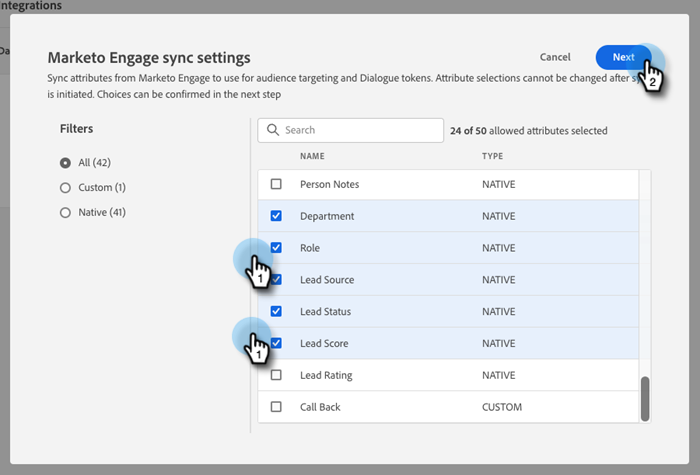 Integrations
Da
Marketo Engage sync settings
Cancel
Next
Sync attributes from Marketo Engage to use for audience targeting and Dialogue tokens. Attribute selections cannot be changed after sy
is initiated. Choices can be confirmed in the next step
2
Filters
All (42)
Custom (1)
Native (41)
Search
24 of 50 allowed attributes selected
NAME TYPE
Person Notes NATIVE
Department NATIVE
Role NATIVE
1
Lead Source NATIVE
Lead Status NATIVE
Lead Score NATIVE
1
Lead Rating NATIVE
Call Back CUSTOM